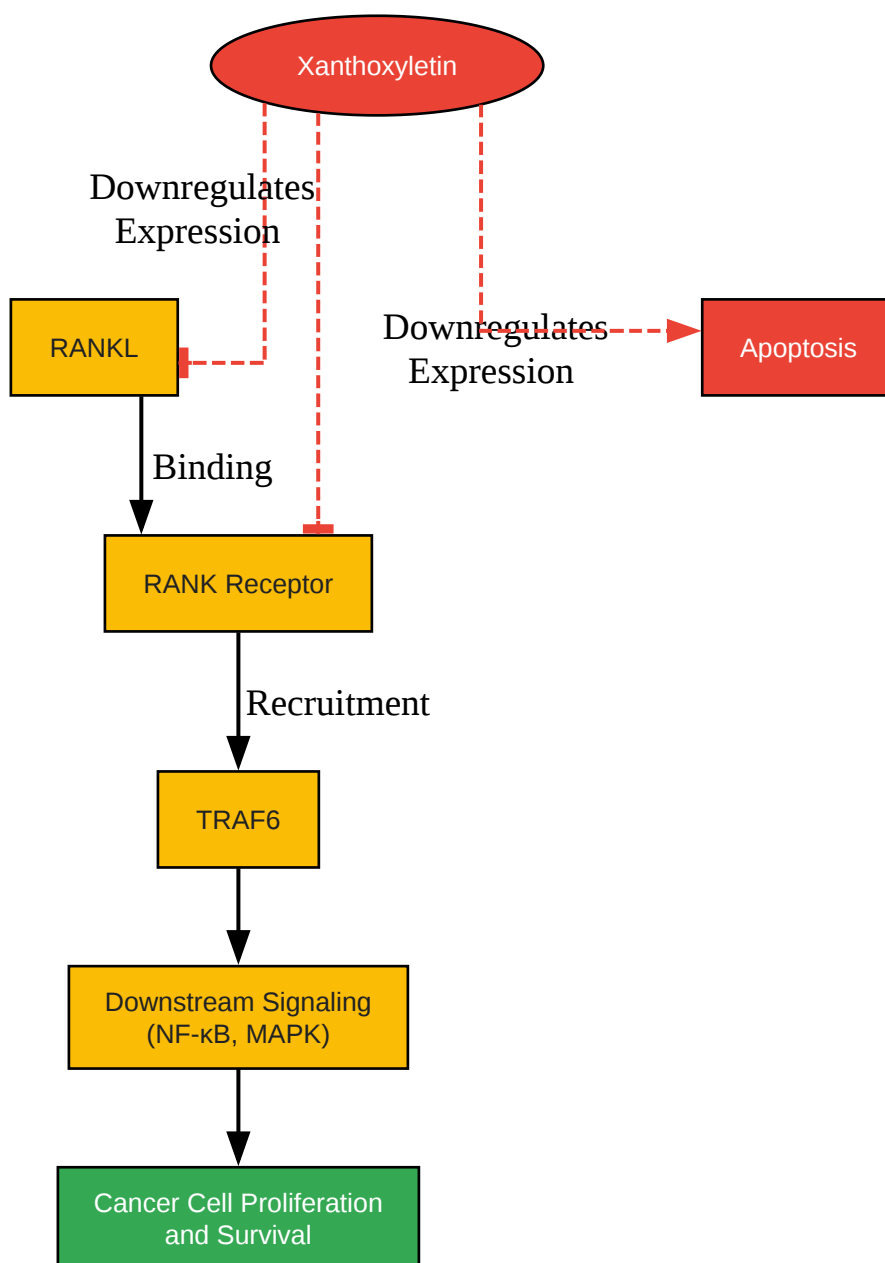 Xanthoxyletin
Downregulates
Expression
RANKL
Downregulates
Expression
Apoptosis
Binding
RANK Receptor
Recruitment
TRAF6
Downstream Signaling
(NF-κB, MAPK)
Cancer Cell Proliferation
and Survival